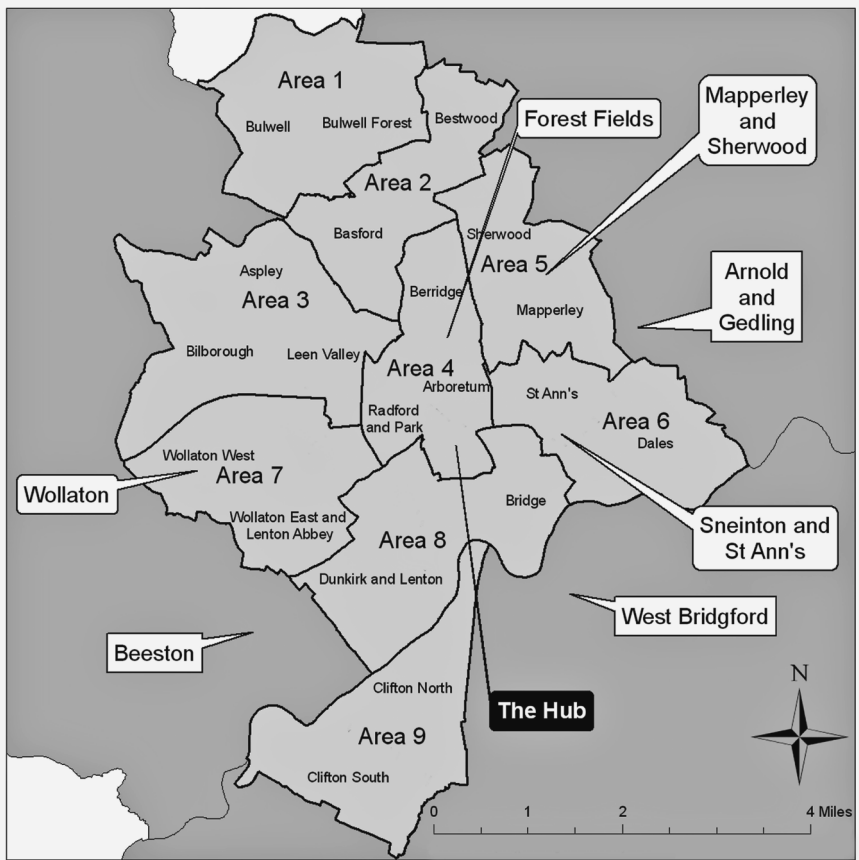 Area 1
Bulwell
Bulwell Forest
Bestwood
Forest Fields
Mapperley
and
Sherwood
Area 2
Basford
Sherwood
Area 5
Mapperley
Aspley
Area 3
Bilborough
Leen Valley
Berridge
Arnold
and
Gedling
Area 4
Arboretum
Radford
and Park
St Ann's
Area 6
Dales
Wollaton West
Area 7
Wollaton
Wollaton East and
Lenton Abbey
Bridge
Sneinton and
St Ann's
Area 8
Dunkirk and Lenton
West Bridgford
Beeston
Clifton North
The Hub
N
Area 9
Clifton South
0 1 2 4 Miles